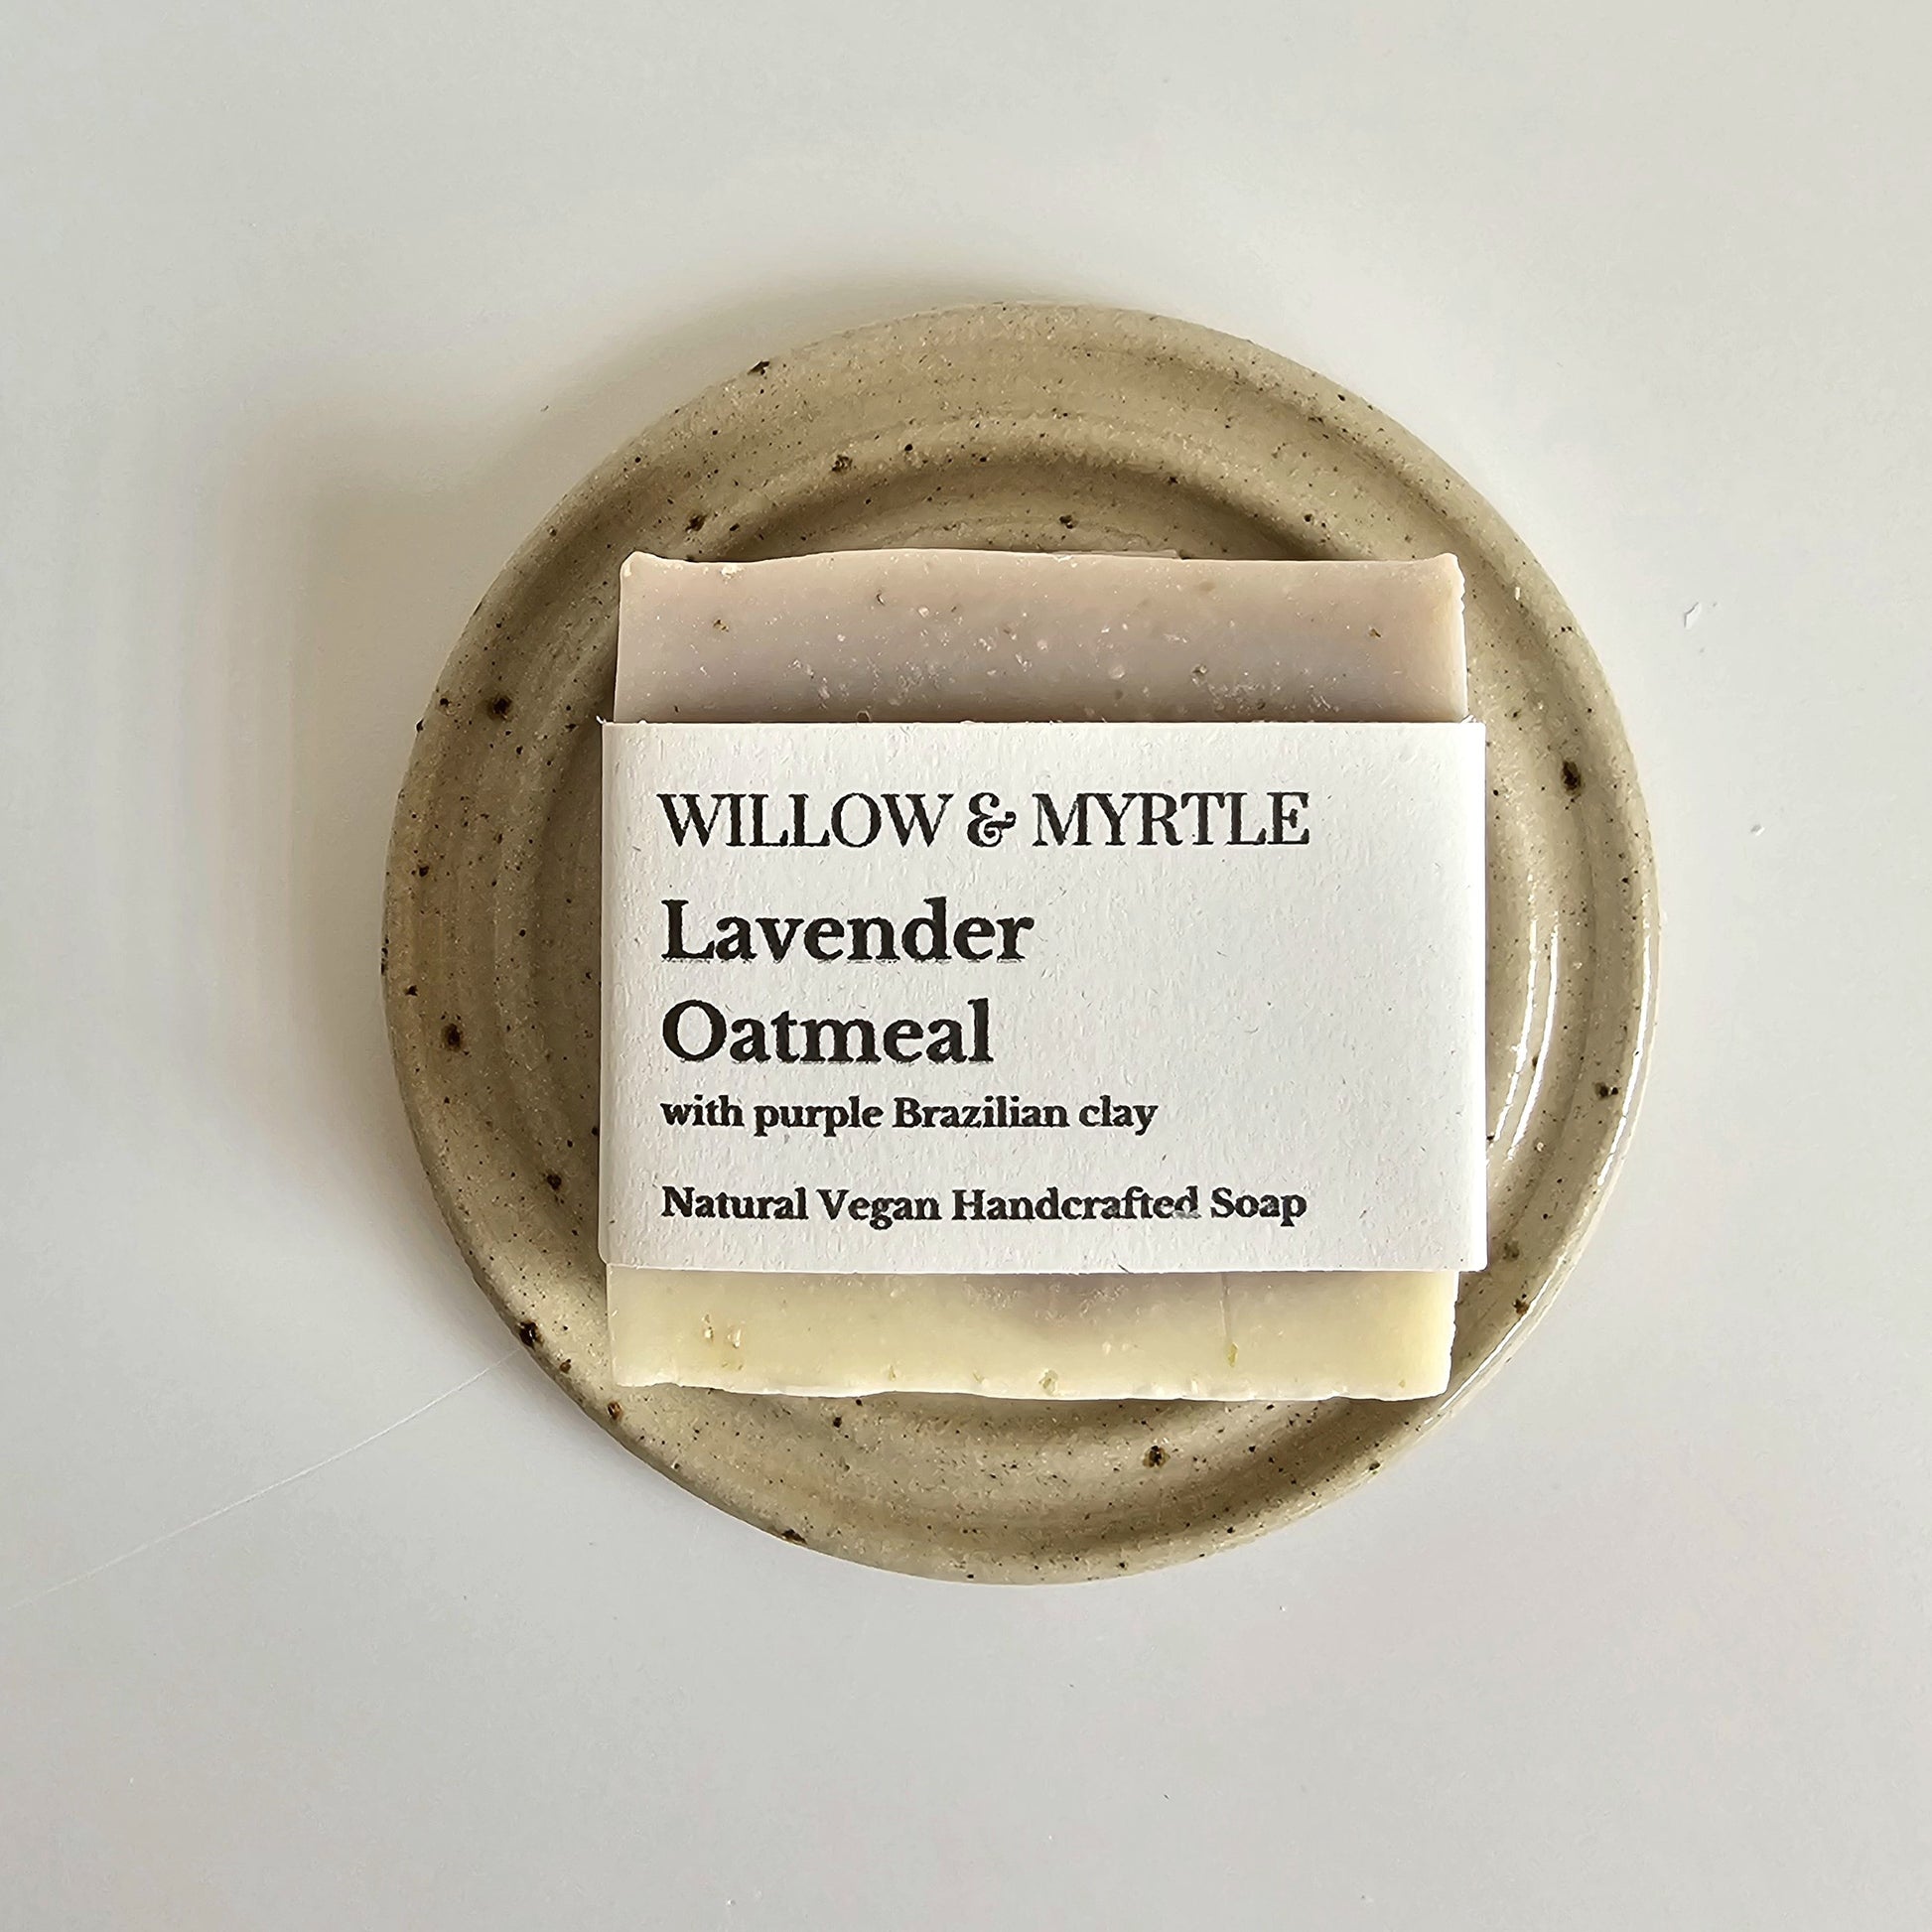 WILLOW & MYRTLE
Lavender
Oatmeal
with purple Brazilian clay
Natural Vegan Handcrafted Soap